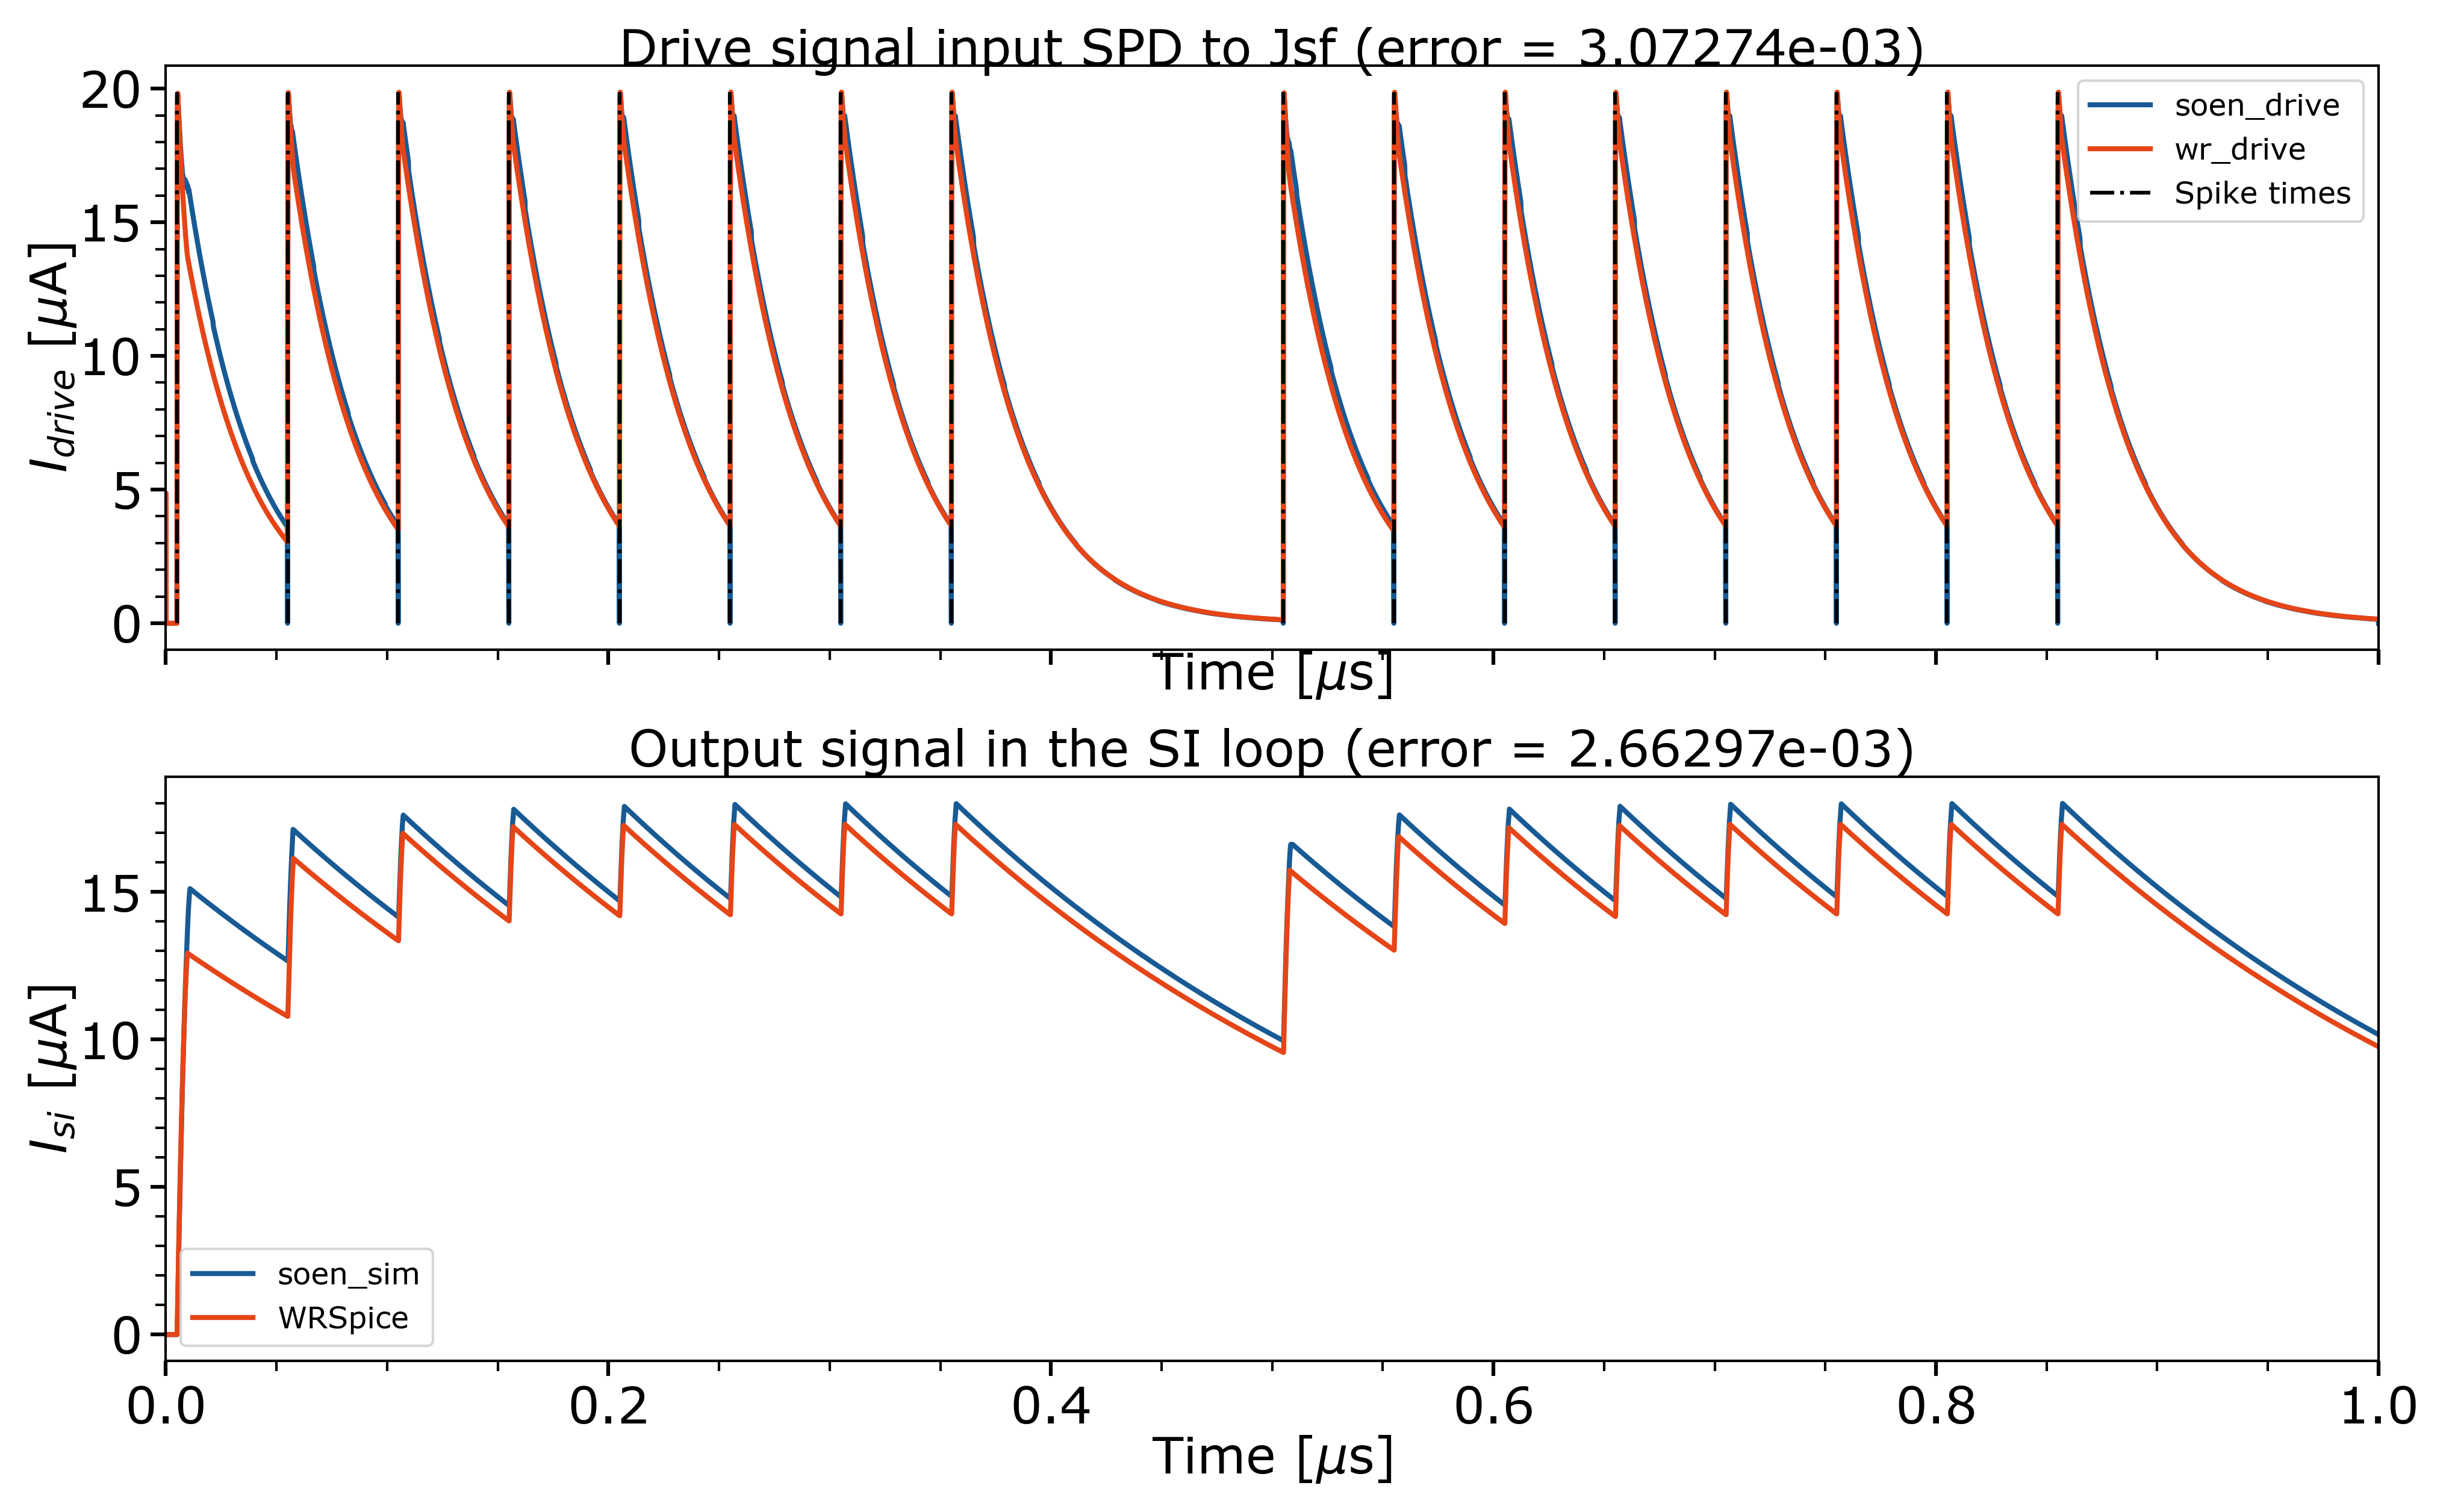 Drive signal input SPD to Jsf (error = 3.07274e-03)
I_drive [μA]
20
15
10
5
0
soen_drive
wr_drive
Spike times
Time [μs]
Output signal in the SI loop (error = 2.66297e-03)
I_si [μA]
15
10
5
0
soen_sim
WRSpice
0.0 0.2 0.4 0.6 0.8 1.0
Time [μs]